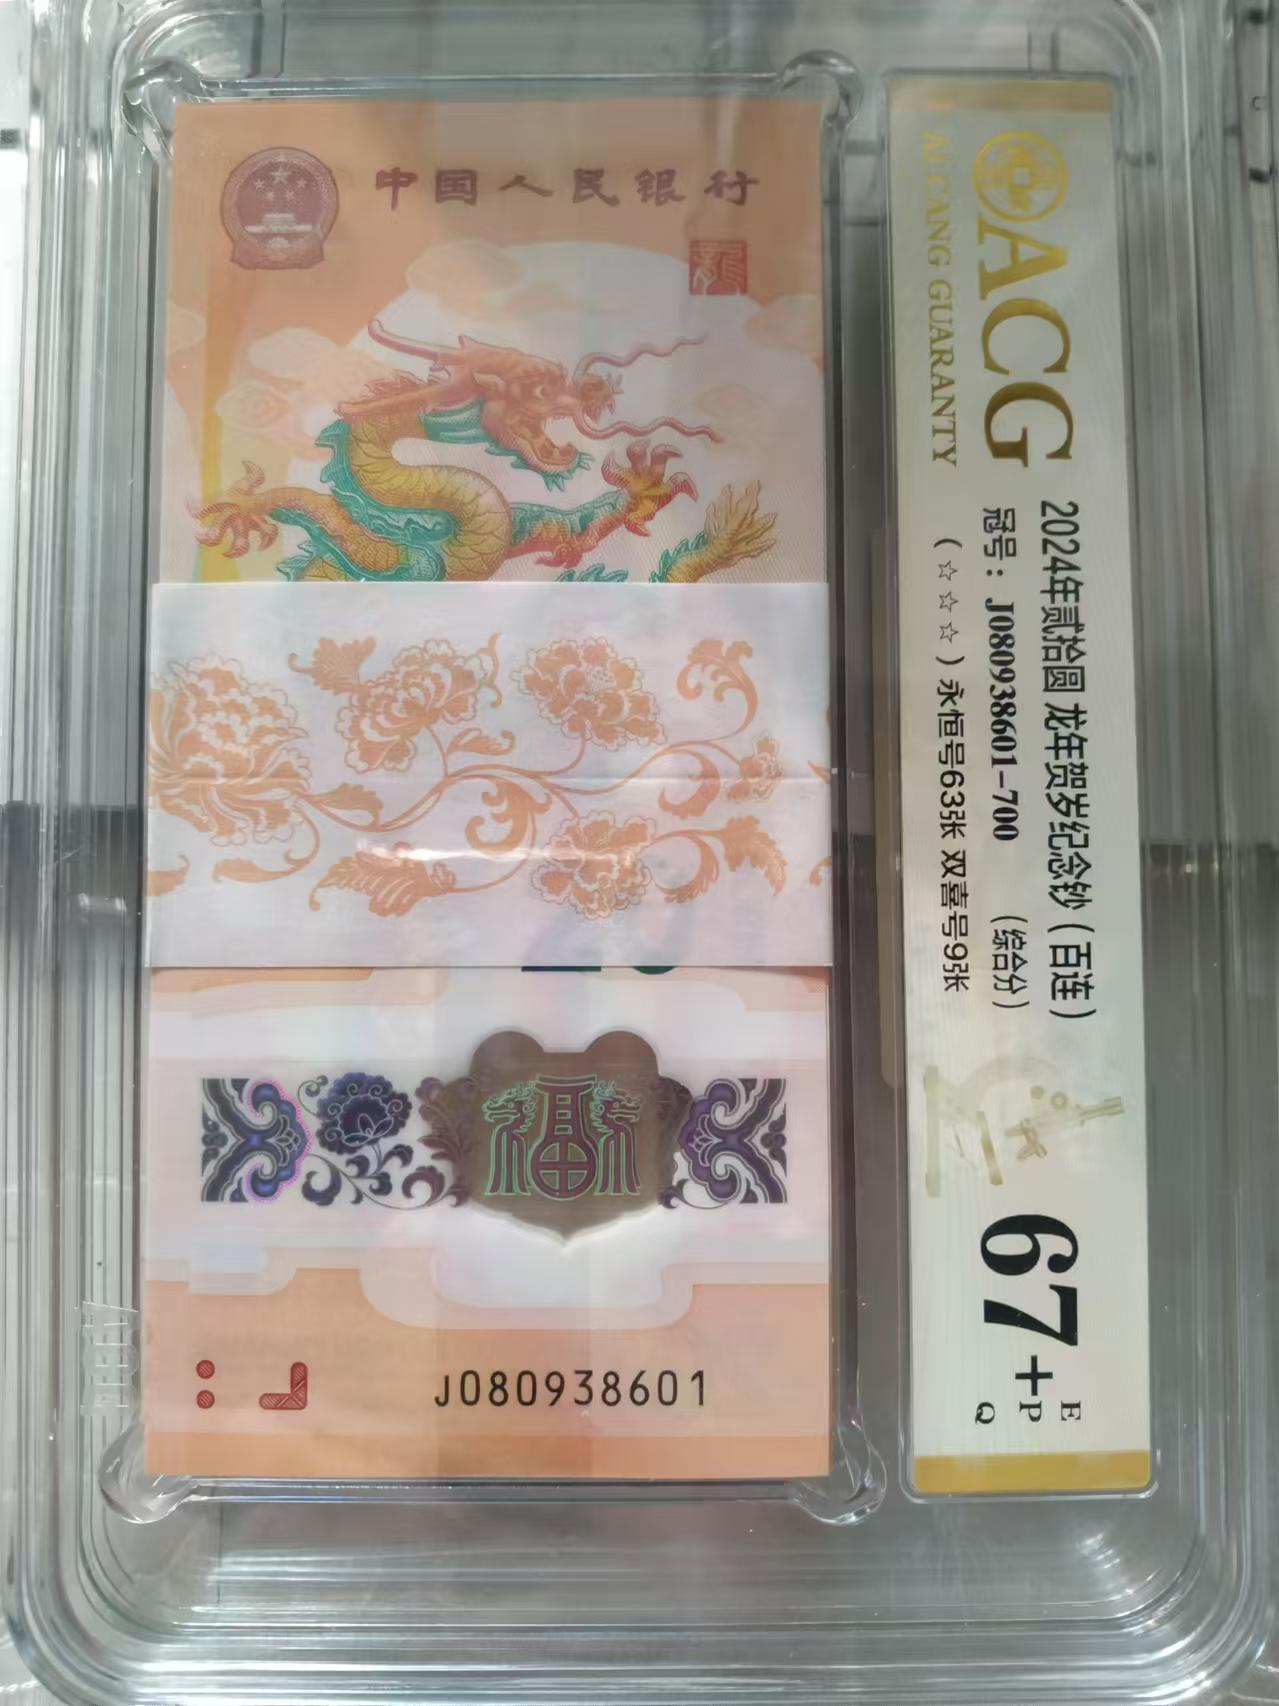 中国人民银行
龍
福
J080938601
ACG
AI CANG GUARANTY
2024年贰拾圆 龙年贺岁纪念钞（百连）
冠号：J080938601-700 （综合分）
（☆☆☆）永恒号63张 双喜号9张
67+ E
P
Q